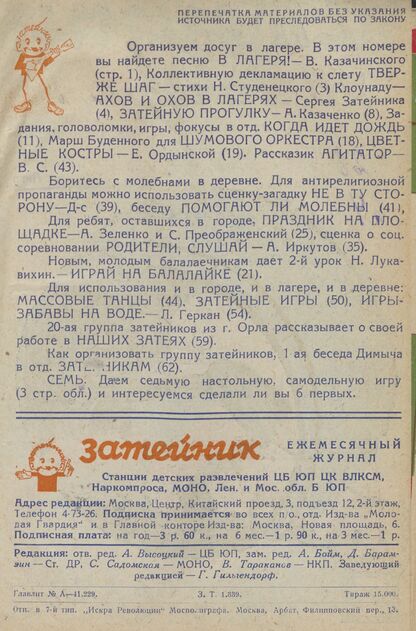 ПЕРЕПЕЧАТКА МАТЕРИАЛОВ БЕЗ УКАЗАНИЯ
ИСТОЧНИКА БУДЕТ ПРЕСЛЕДОВАТЬСЯ ПО ЗАКОНУ
Организуем досуг в лагере. В этом номере
вы найдете песню В ЛАГЕРЯ!— В. Казачинского
(стр. 1), Коллективную декламацию к слету ТВЕР-
ЖЕ ШАГ — стихи Н. Студенецкого (3) Клоунаду—
АХОВ И ОХОВ В ЛАГЕРЯХ — Сергея Затейника
(4), ЗАТЕЙНУЮ ПРОГУЛКУ— А. Казаченко (8), За-
дания, головоломки, игры, фокусы в отд. КОГДА ИДЕТ ДОЖДЬ
(11), Марш Буденного для ШУМОВОГО ОРКЕСТРА (18), ЦВЕТ-
НЫЕ КОСТРЫ — Е. Ордынской (19). Рассказик АГИТАТОР—
В. С. (43).
Боритесь с молебнами в деревне. Для антирелигиозной
пропаганды можно использовать сценку-загадку НЕ В ТУ СТО-
РОНУ—Д-с (39), беседу ПОМОГАЮТ ЛИ МОЛЕБНЫ (41),
Для ребят, оставшихся в городе, ПРАЗДНИК НА ПЛО-
ЩАДКЕ—А. Зеленко и С. Преображенский (25), сценка о соц.
соревновании РОДИТЕЛИ, СЛУШАЙ — А. Иркутов (35).
Новым, молодым балалаечникам дает 2-й урок Н. Лука-
вихин.— ИГРАЙ НА БАЛАЛАЙКЕ (21).
Для использования и в городе, и в лагере, и в деревне:
МАССОВЫЕ ТАНЦЫ (44), ЗАТЕЙНЫЕ ИГРЫ (50), ИГРЫ-
ЗАБАВЫ НА ВОДЕ.— Л. Геркан (54).
20-ая группа затейников из г. Орла рассказывает о своей
работе в НАШИХ ЗАТЕЯХ (59).
Как организовать группу затейников, 1 ая беседа Димыча
в отд. ЗАТЕЙНИКАМ (62).
СЕМЬ. Даем седьмую настольную, самодельную игру
(3 стр. обл.) и интересуемся сделали ли вы 6 первых.
затейник
ЕЖЕМЕСЯЧНЫЙ
ЖУРНАЛ
Станции детских развлечений ЦБ ЮП ЦК ВЛКСМ,
Наркомпроса, МОНО, Лен. и Мос. обл. Б ЮП
Адрес редакции: Москва, Центр, Китайский проезд, 3, подъезд 12, 2-й этаж,
Телефон 4-73-26. Подписка принимается во всех п о., отд. Изд-ва „Моло-
дая Гвардия" и в Главной конторе Изд-ва: Москва, Новая площадь, 6.
Подписная плата: на год—3 р. 60 к., на 6 мес.—1 р. 90 к., на 3 мес.—1 р.
Редакция: отв. ред. А. Высоцкий — ЦБ ЮП, зам. ред. А. Бойм, Д. Барам-
зин — Ст. ДР, С. Садомская — МОНО, В. Тараканов — НКП. Заведующий
редакцией — Г. Гильгендорф.
Главлит № А—41.229. З. Т. 1.839. Тираж 15.000.
Отп. в 7-й тип. „Искра Революции" Мосполиграфа. Москва, Арбат, Филипповский пер., 13.